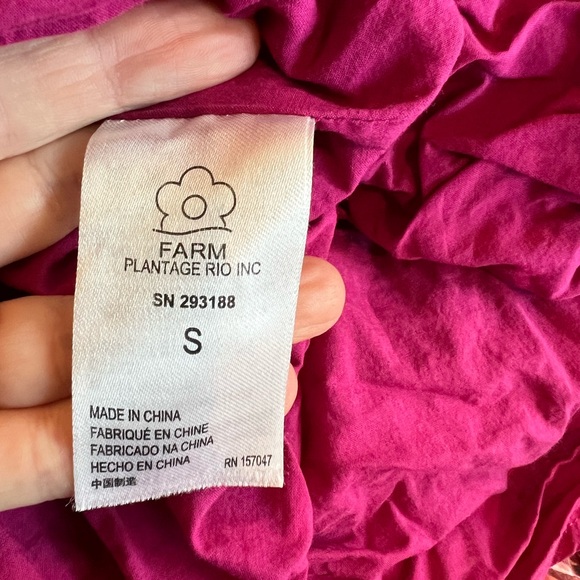 FARM
PLANTAGE RIO INC
SN 293188
S
MADE IN CHINA
FABRIQUÉ EN CHINE
FABRICADO NA CHINA
HECHO EN CHINA
RN 157047
中国制造